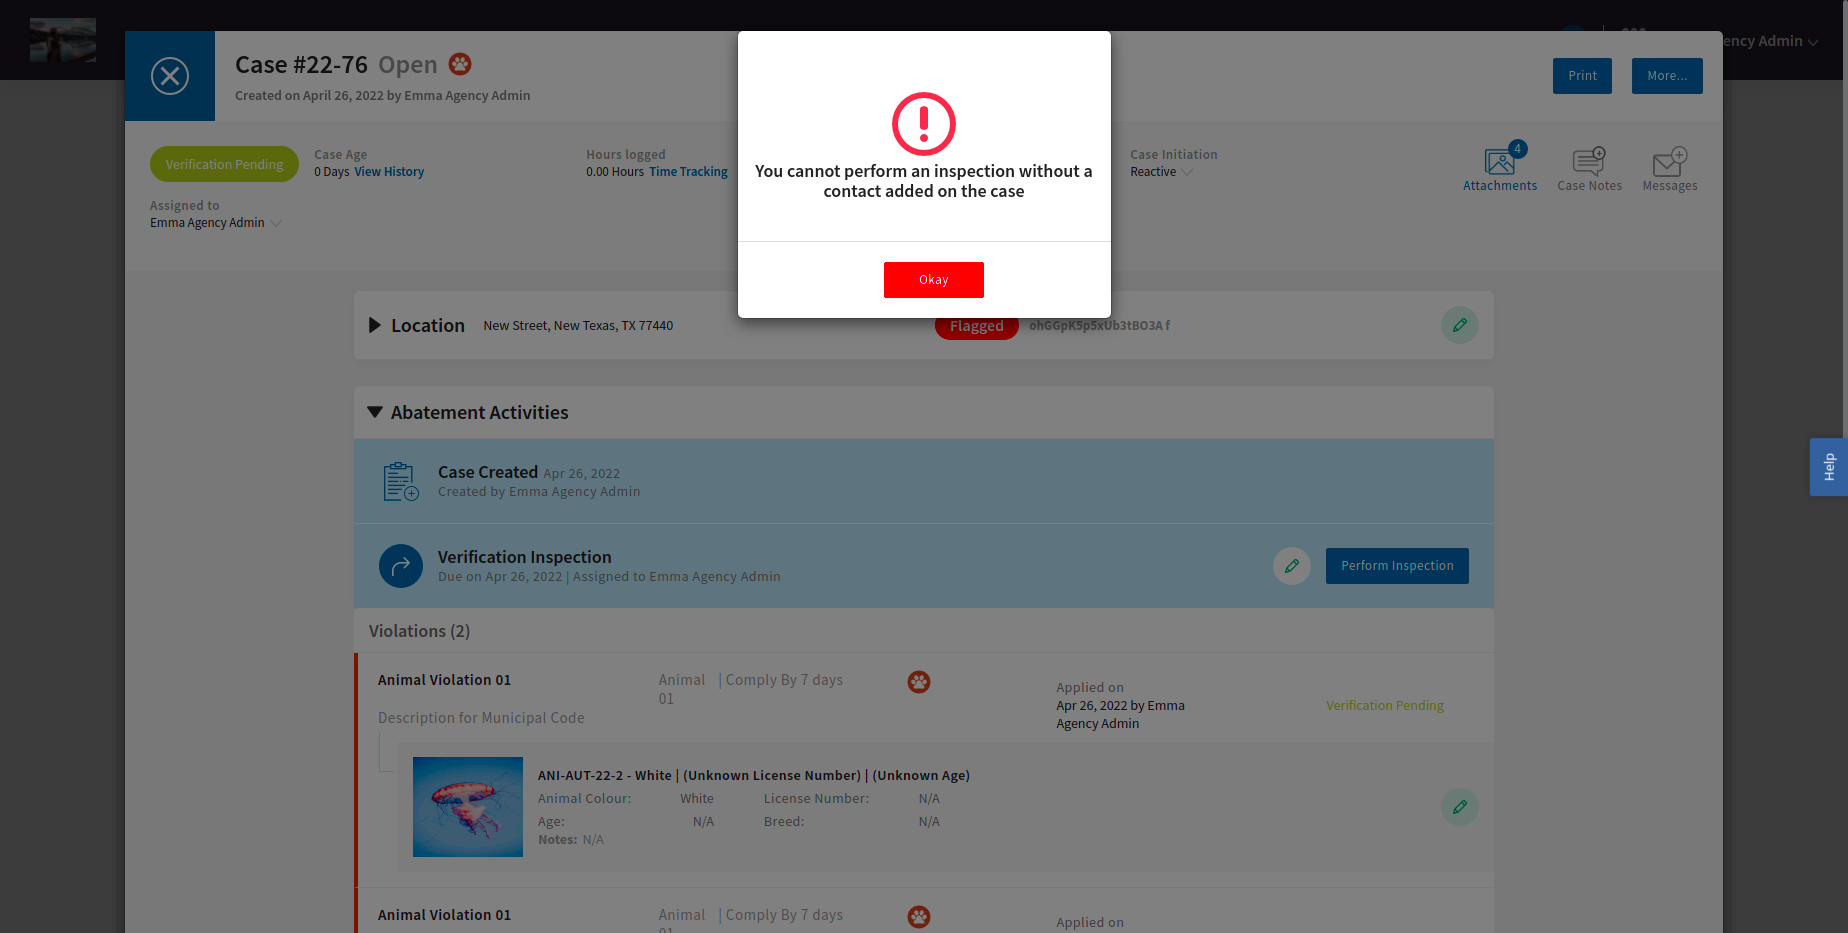 ency Admin
Case #22-76 Open
Created on April 26, 2022 by Emma Agency Admin
Print
More...
You cannot perform an inspection without a
contact added on the case
Okay
Verification Pending
Case Age
0 Days View History
Hours logged
0.00 Hours Time Tracking
Case Initiation
Reactive
4
Attachments
Case Notes
Messages
Assigned to
Emma Agency Admin
Location New Street, New Texas, TX 77440
Flagged
ohGGpK5p5xUb3tBO3A f
Abatement Activities
Case Created Apr 26, 2022
Created by Emma Agency Admin
Help
Verification Inspection
Due on Apr 26, 2022 | Assigned to Emma Agency Admin
Perform Inspection
Violations (2)
Animal Violation 01
Animal | Comply By 7 days
01
Applied on
Apr 26, 2022 by Emma
Agency Admin
Verification Pending
Description for Municipal Code
ANI-AUT-22-2 - White | (Unknown License Number) | (Unknown Age)
Animal Colour: White License Number: N/A
Age: N/A Breed: N/A
Notes: N/A
Animal Violation 01
Animal | Comply By 7 days
01
Applied on